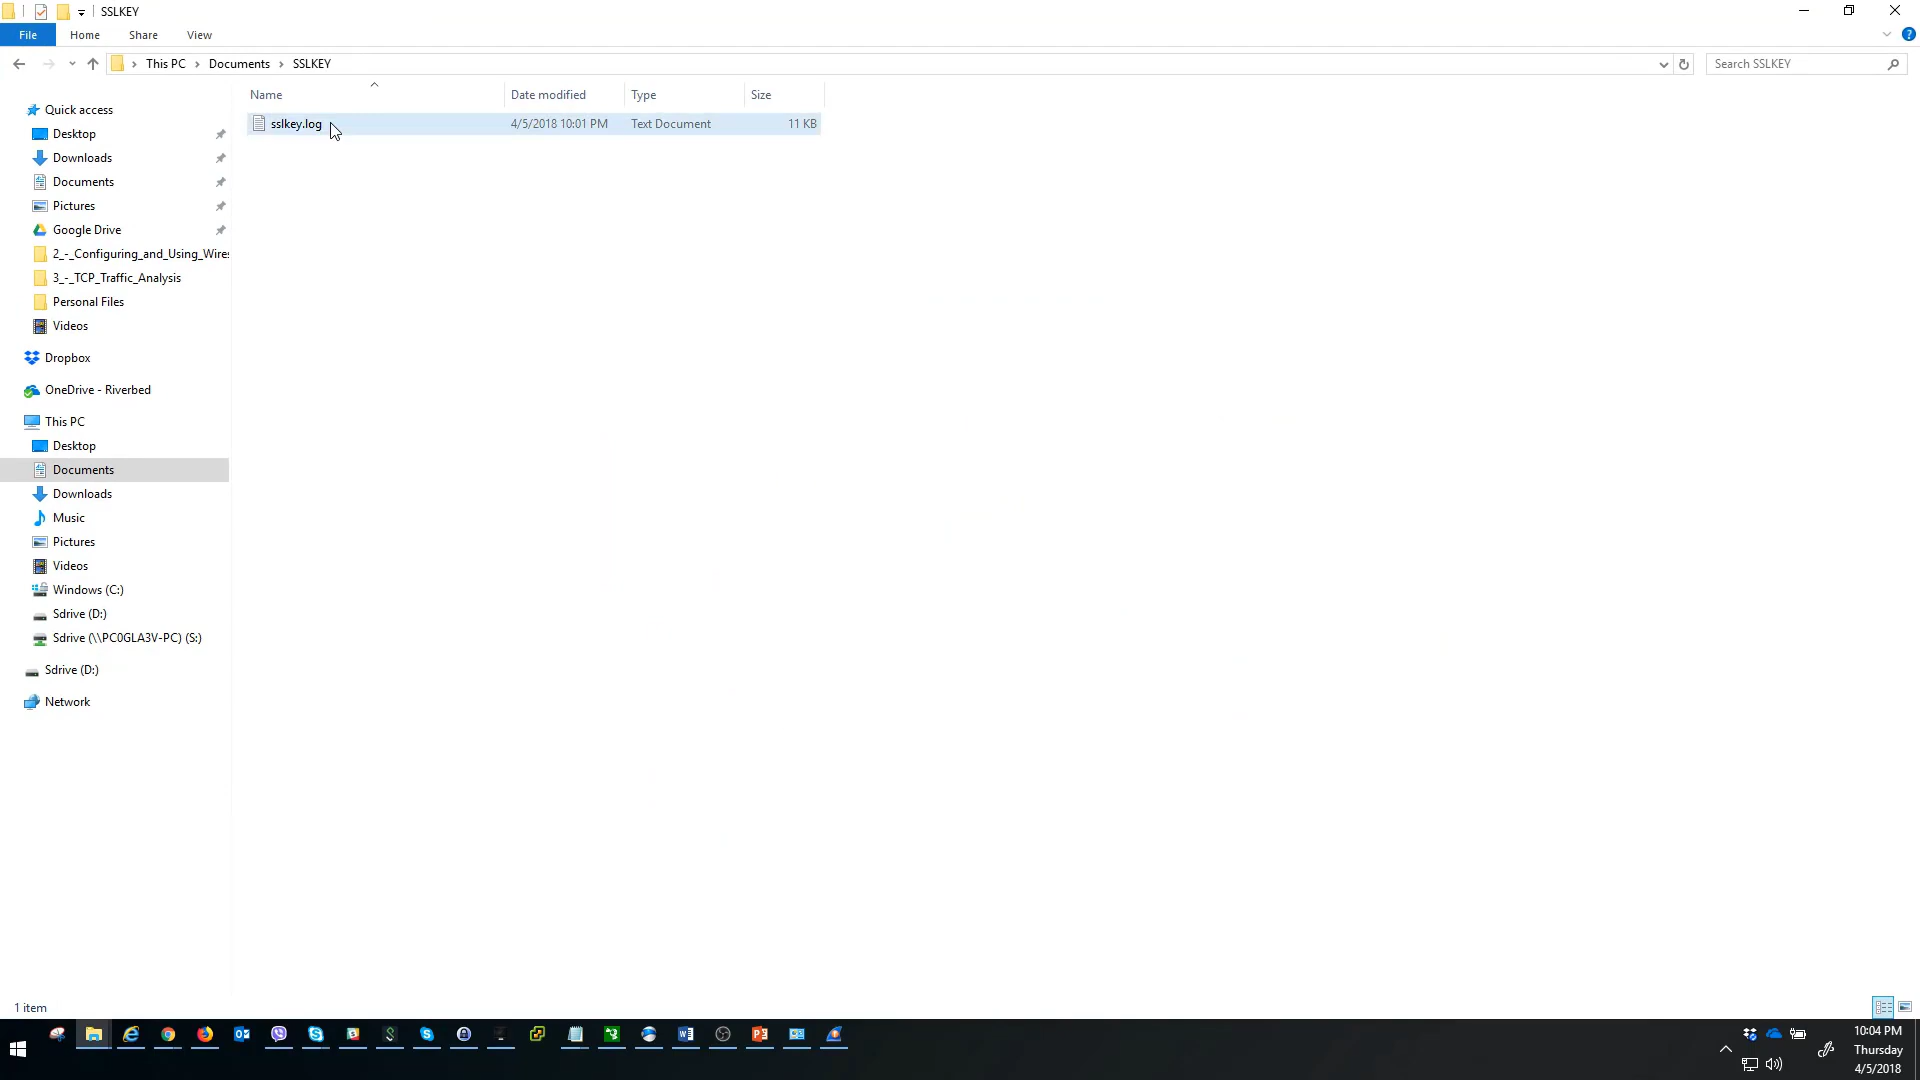 SSLKEY
File Home Share View
This PC Documents SSLKEY
Search SSLKEY
Name Date modified Type Size
sslkey.log 4/5/2018 10:01 PM Text Document 11 KB
Quick access
Desktop
Downloads
Documents
Pictures
Google Drive
2_-_Configuring_and_Using_Wires
3_-_TCP_Traffic_Analysis
Personal Files
Videos
Dropbox
OneDrive - Riverbed
This PC
Desktop
Documents
Downloads
Music
Pictures
Videos
Windows (C:)
Sdrive (D:)
Sdrive (\\PC0GLA3V-PC) (S:)
Sdrive (D:)
Network
1 item
10:04 PM
Thursday
4/5/2018